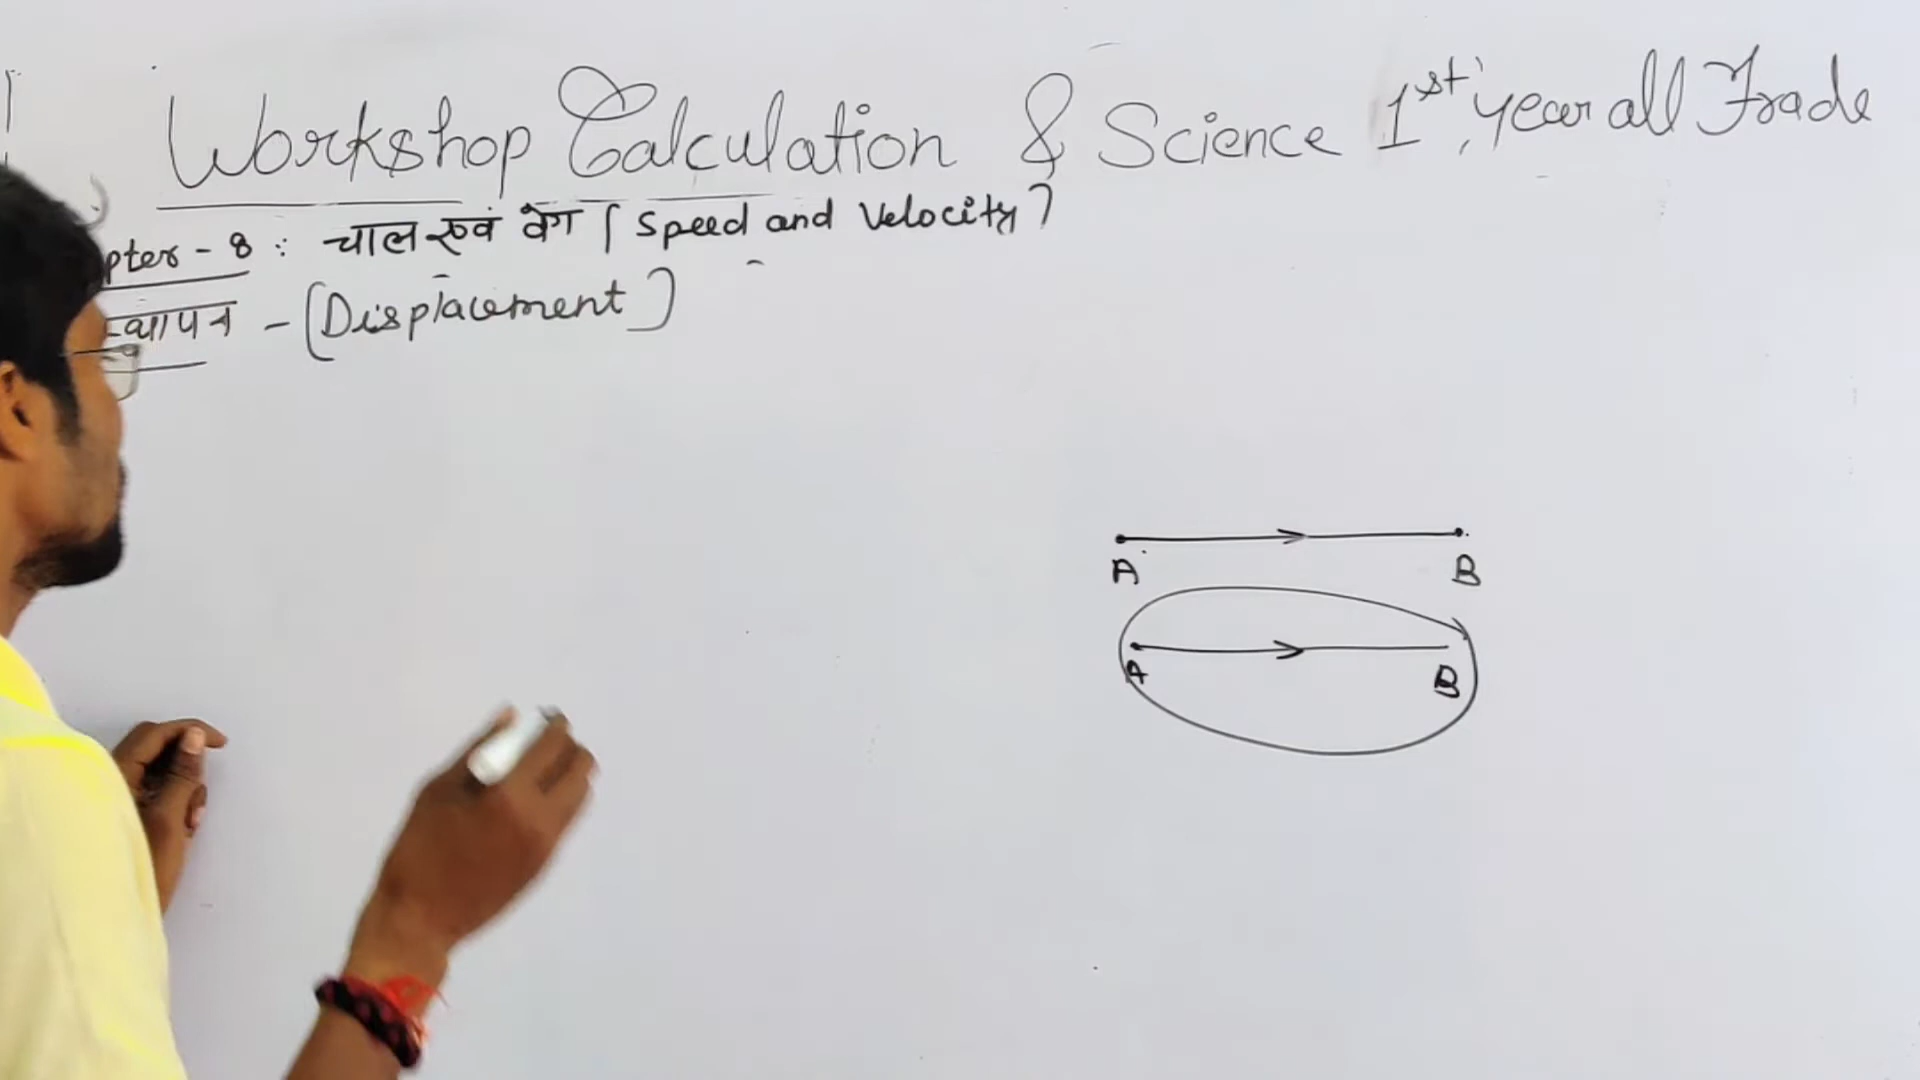 Workshop Calculation & Science 1st, year all Trade
pter - 8 : चाल एवं वेग [Speed and Velocity]
स्थापन - [Displacement]
A B
A B